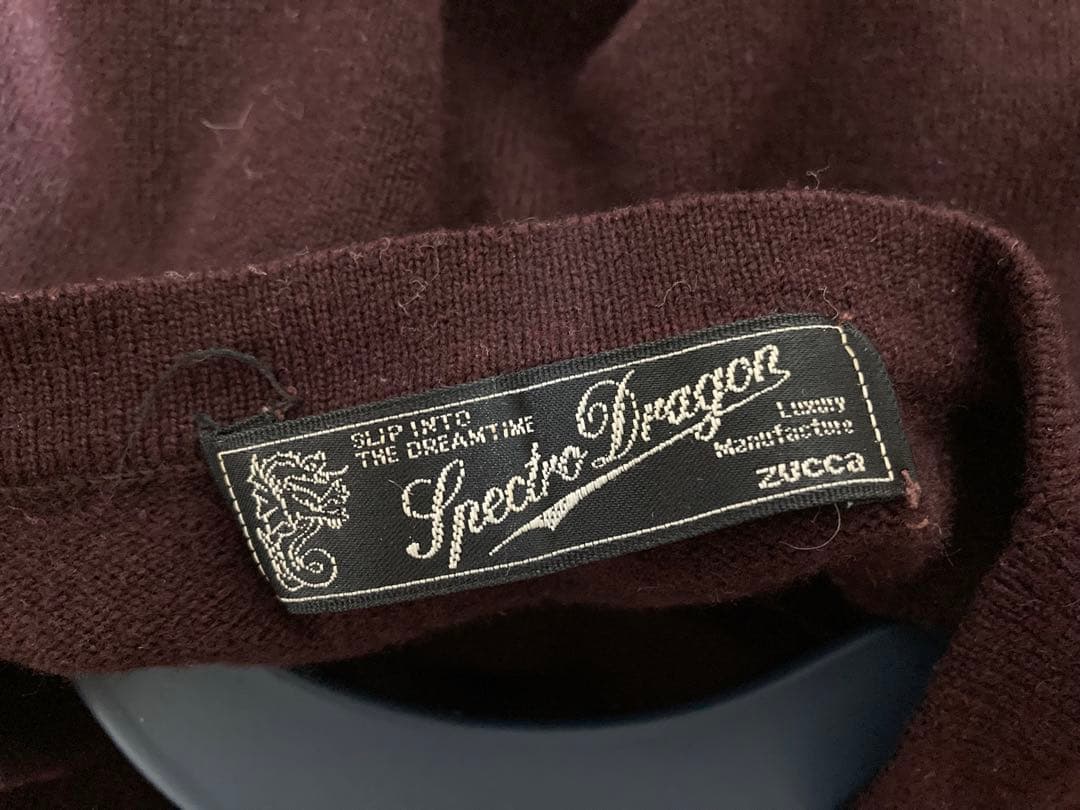 SLIP INTO
THE DREAMTIME
Spectro Dragon
Luxury
Manufacture
ZUCCa